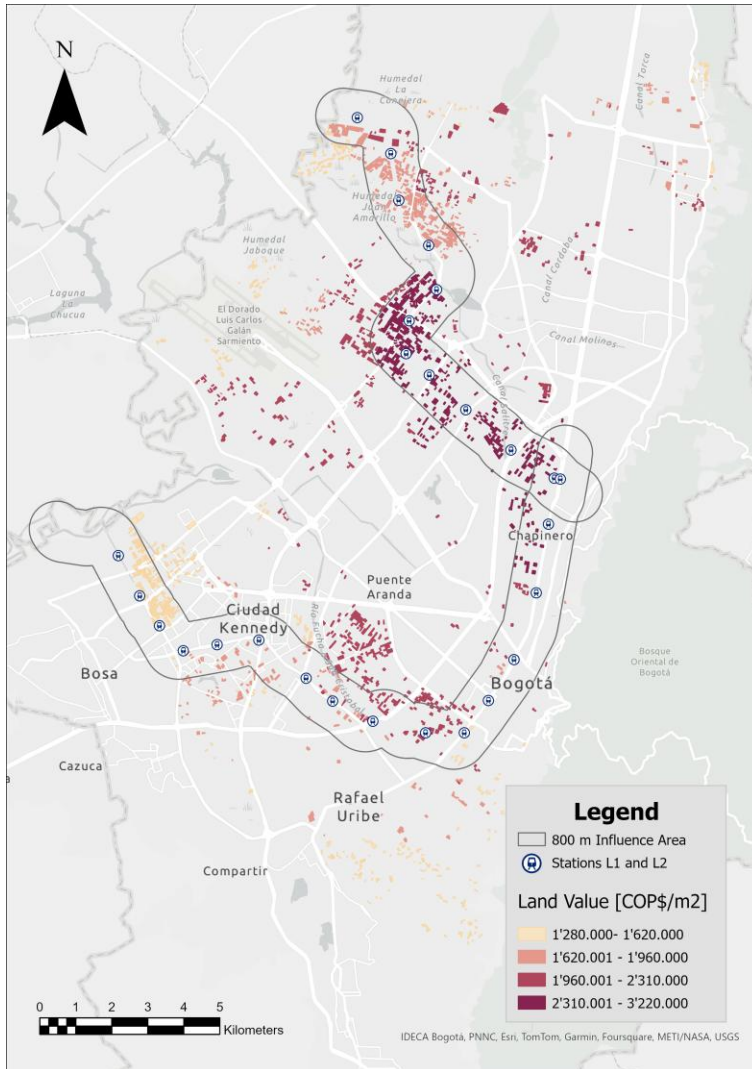 N
Humedal
La
Conejera
Canal Torca
Humedal
Juan
Amarillo
Humedal
Jaboque
Canal Cordoba
Laguna
La
Chucua
El Dorado
Luis Carlos
Galán
Sarmiento
Canal Molinos
Canal Salitre
Chapinero
Puente
Aranda
Ciudad
Kennedy
Bosque
Oriental de
Bogotá
Bosa
Bogotá
Cazuca
Rafael
Uribe
Compartir
Legend
800 m Influence Area
Stations L1 and L2
Land Value [COP$/m2]
1'280.000- 1'620.000
1'620.001 - 1'960.000
1'960.001 - 2'310.000
2'310.001 - 3'220.000
0 1 2 3 4 5
Kilometers
IDECA Bogotá, PNNC, Esri, TomTom, Garmin, Foursquare, METI/NASA, USGS